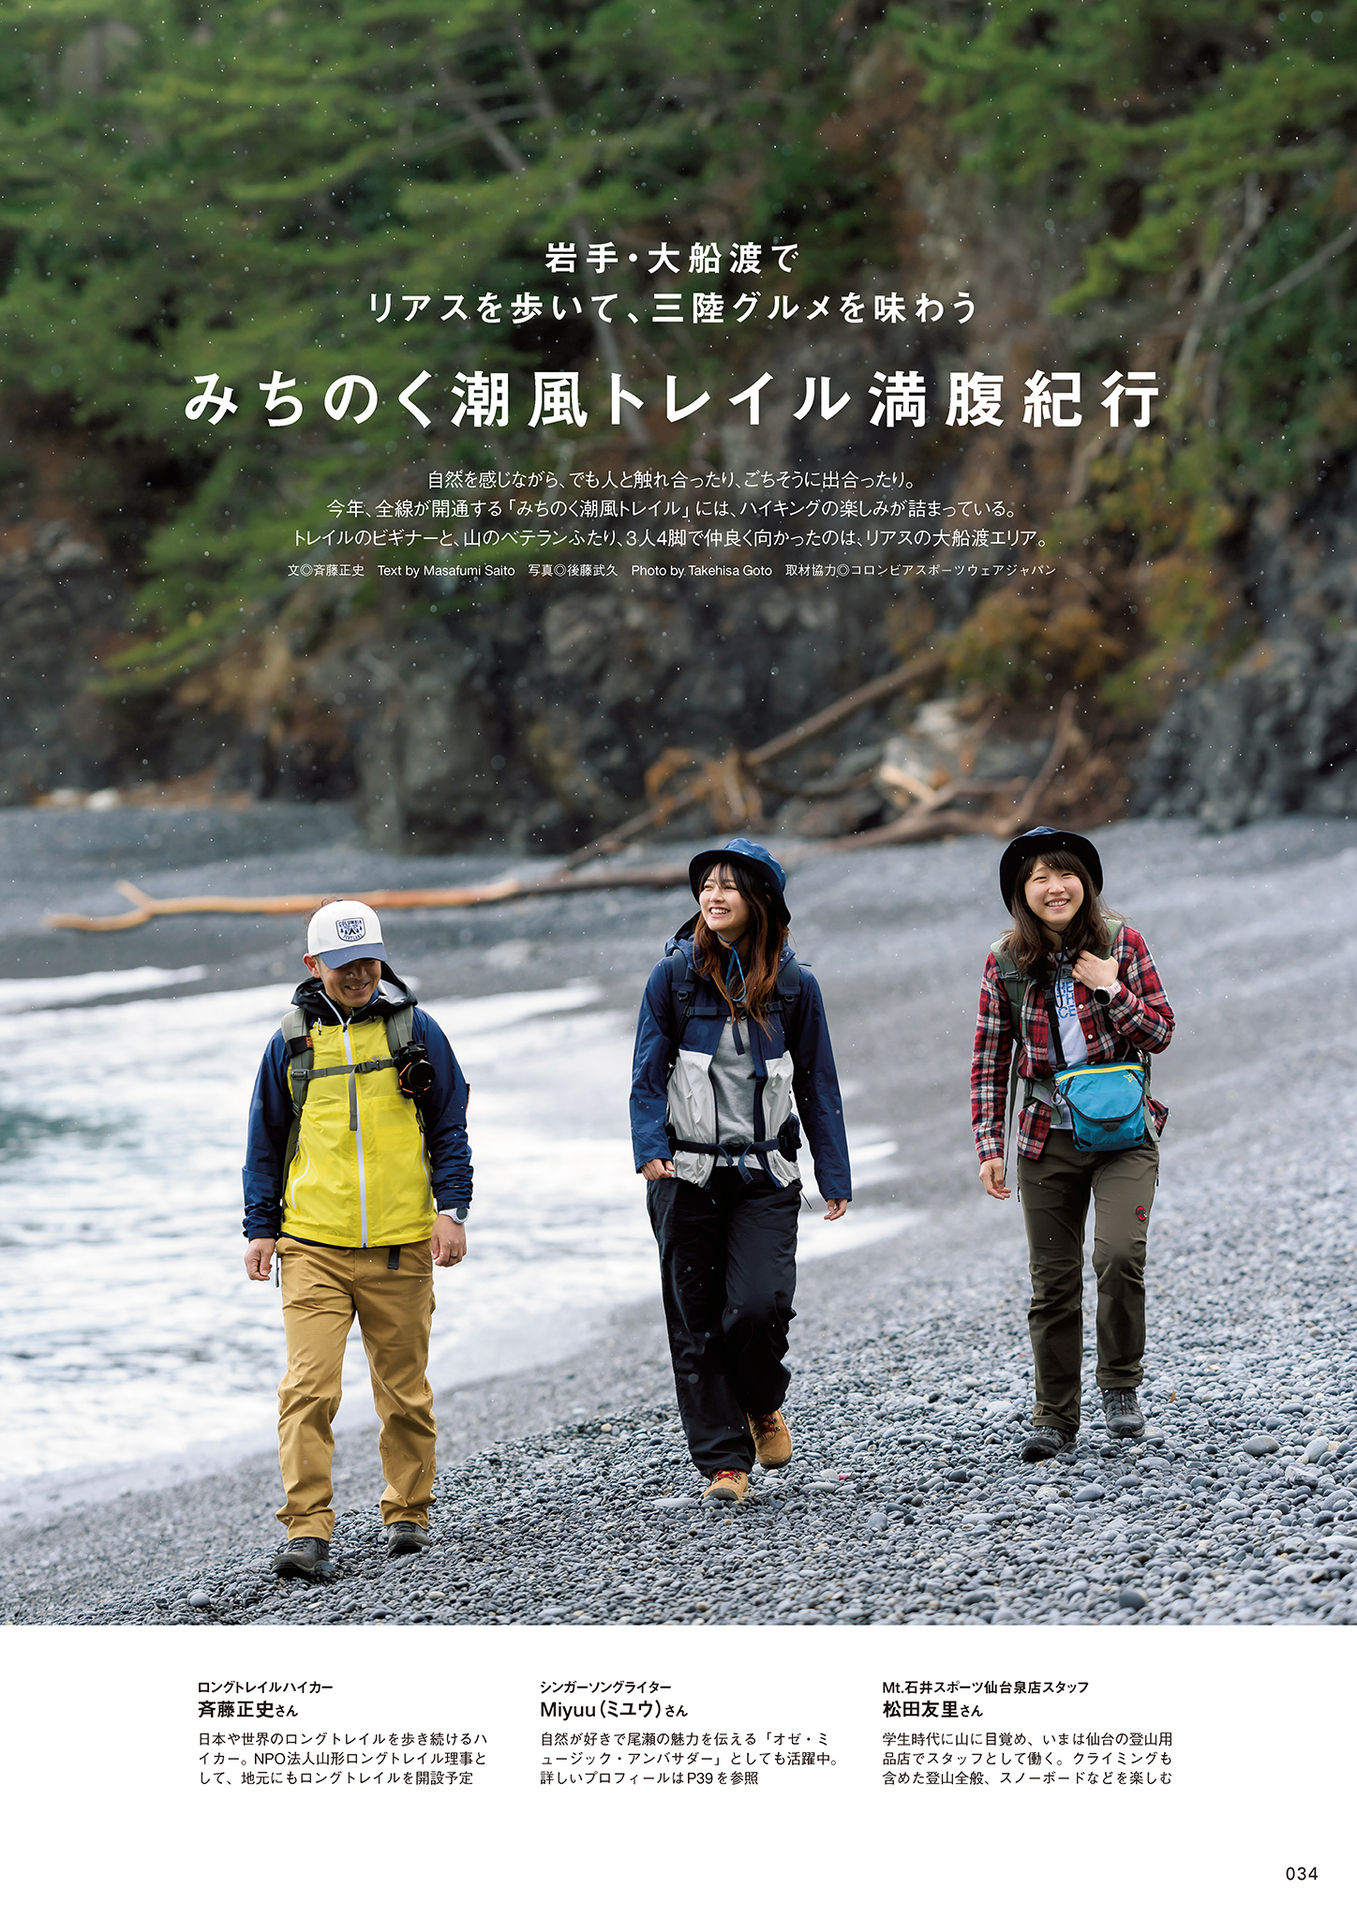 岩手・大船渡で
リアスを歩いて、三陸グルメを味わう
みちのく潮風トレイル満腹紀行
自然を感じながら、でも人と触れ合ったり、ごちそうに出合ったり。
今年、全線が開通する「みちのく潮風トレイル」には、ハイキングの楽しみが詰まっている。
トレイルのビギナーと、山のベテランふたり、3人4脚で仲良く向かったのは、リアスの大船渡エリア。
文◎斉藤正史 Text by Masafumi Saito 写真◎後藤武久 Photo by Takehisa Goto 取材協力◎コロンビアスポーツウェアジャパン
COLUMBIA
ロングトレイルハイカー
斉藤正史さん
日本や世界のロングトレイルを歩き続けるハ
イカー。NPO法人山形ロングトレイル理事と
して、地元にもロングトレイルを開設予定
シンガーソングライター
Miyuu（ミユウ）さん
自然が好きで尾瀬の魅力を伝える「オゼ・ミ
ュージック・アンバサダー」としても活躍中。
詳しいプロフィールはP39を参照
Mt.石井スポーツ仙台泉店スタッフ
松田友里さん
学生時代に山に目覚め、いまは仙台の登山用
品店でスタッフとして働く。クライミングも
含めた登山全般、スノーボードなどを楽しむ
034